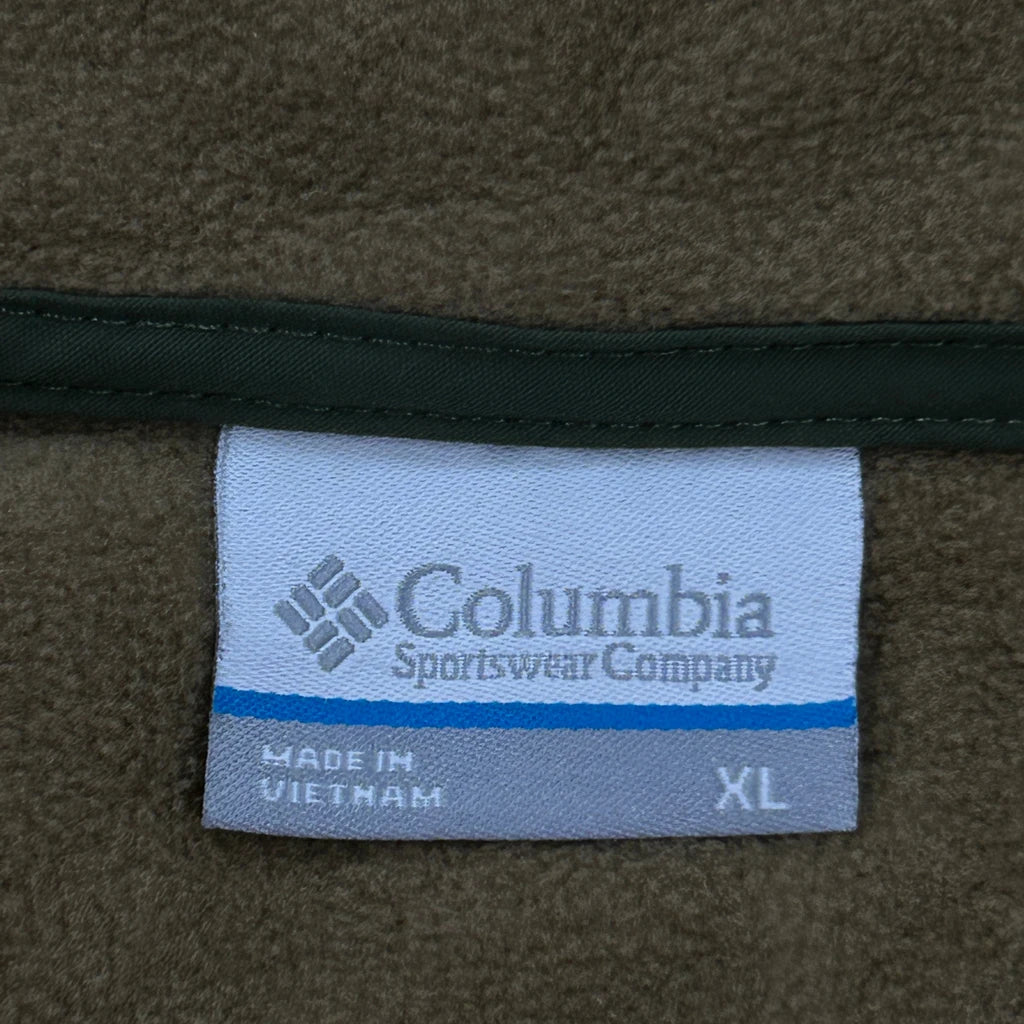 Columbia
Sportswear Company
MADE IN
VIETNAM
XL